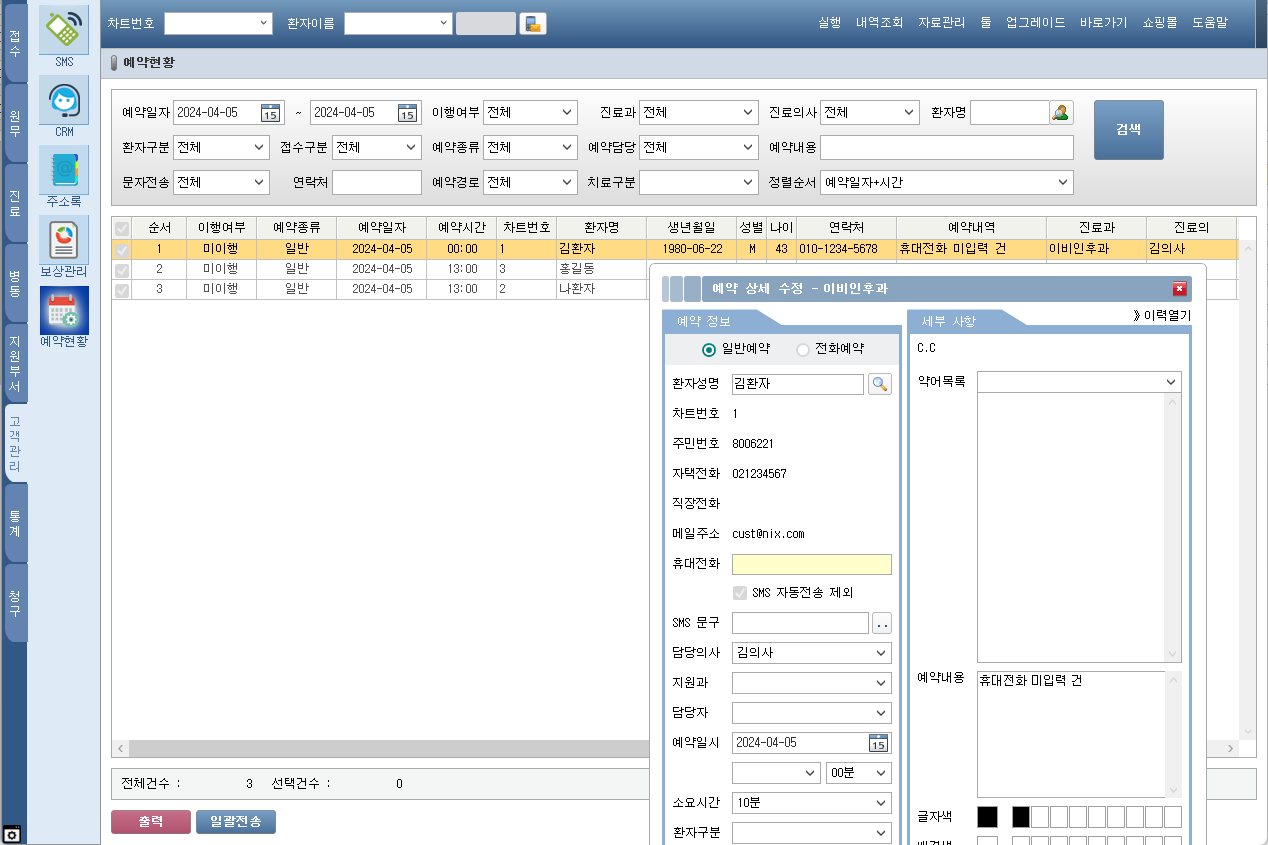 차트번호 환자이름 실행 내역조회 자료관리 툴 업그레이드 바로가기 쇼핑몰 도움말
접수
원무
진료
병동
지원부서
고객관리
통계
청구
SMS
CRM
주소록
보상관리
예약현황
예약현황
예약일자 2024-04-05 15 ~ 2024-04-05 15 이행여부 전체 진료과 전체 진료의사 전체 환자명
환자구분 전체 접수구분 전체 예약종류 전체 예약담당 전체 예약내용
문자전송 전체 연락처 예약경로 전체 치료구분 정렬순서 예약일자+시간
검색
순서 이행여부 예약종류 예약일자 예약시간 차트번호 환자명 생년월일 성별 나이 연락처 예약내역 진료과 진료의
1 미이행 일반 2024-04-05 00:00 1 김환자 1980-06-22 M 43 010-1234-5678 휴대전화 미입력 건 이비인후과 김의사
2 미이행 일반 2024-04-05 13:00 3 홍길동
3 미이행 일반 2024-04-05 13:00 2 나환자
전체건수 : 3 선택건수 : 0
출력 일괄전송
예약 상세 수정 - 이비인후과
예약 정보
일반예약 전화예약
환자성명 김환자
차트번호 1
주민번호 8006221
자택전화 021234567
직장전화
메일주소 cust@nix.com
휴대전화
SMS 자동전송 제외
SMS 문구 ..
담당의사 김의사
지원과
담당자
예약일시 2024-04-05 15
00분
소요시간 10분
환자구분
세부 사항 》이력열기
C.C
약어목록
예약내용 휴대전화 미입력 건
글자색
배경색